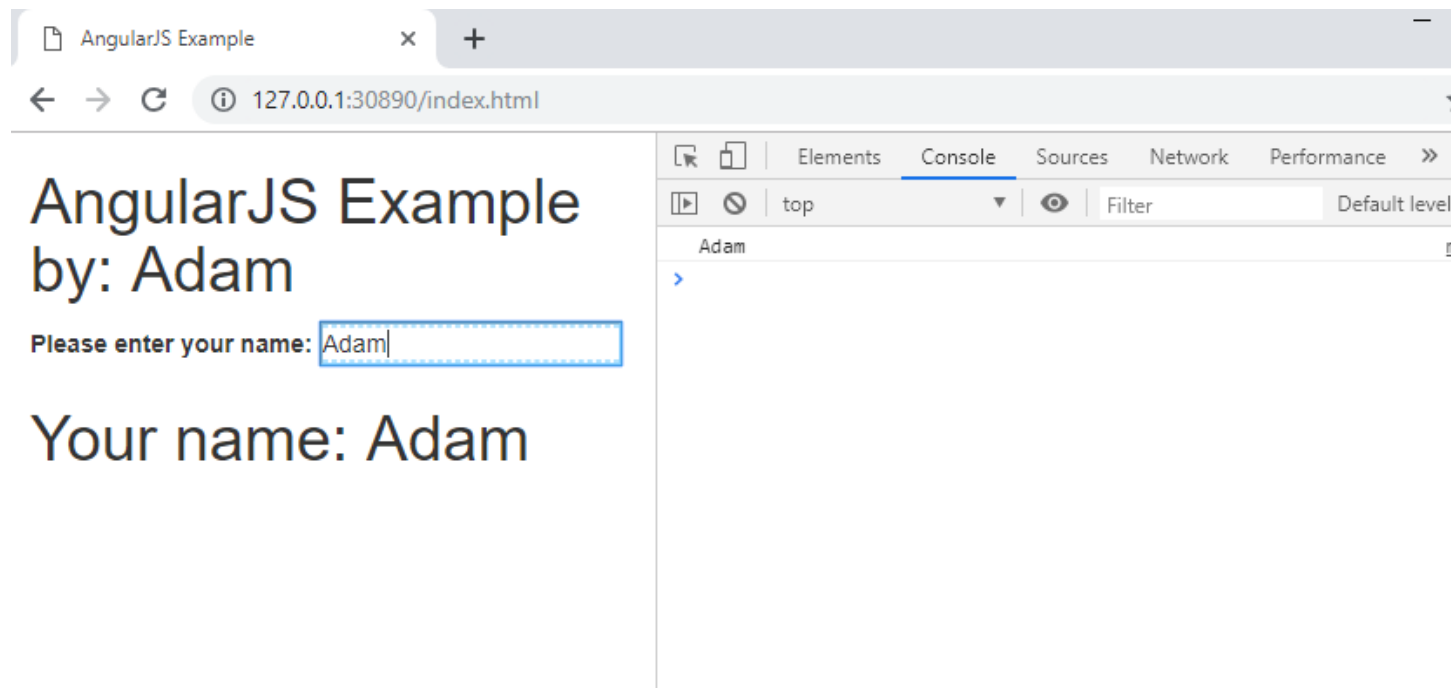 AngularJS Example
127.0.0.1:30890/index.html
Elements Console Sources Network Performance
top Filter Default level
Adam
AngularJS Example
by: Adam
Please enter your name: Adam
Your name: Adam